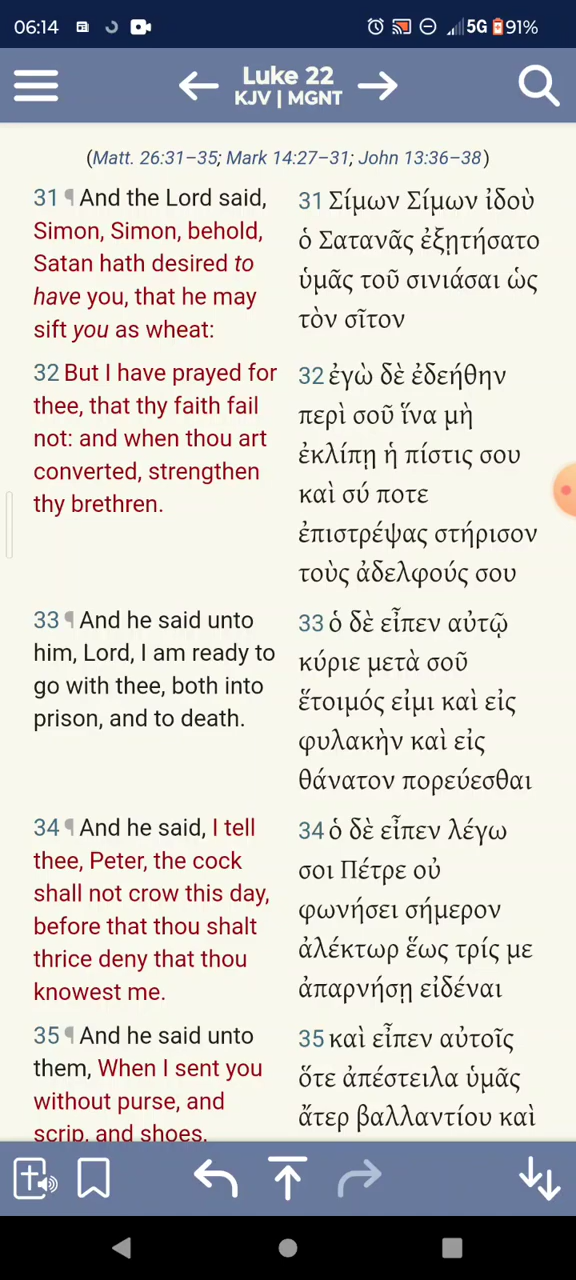 06:14 5G 91%
Luke 22
KJV | MGNT
(Matt. 26:31–35; Mark 14:27–31; John 13:36–38)
31 ¶ And the Lord said,
Simon, Simon, behold,
Satan hath desired to
have you, that he may
sift you as wheat:
32 But I have prayed for
thee, that thy faith fail
not: and when thou art
converted, strengthen
thy brethren.
33 ¶ And he said unto
him, Lord, I am ready to
go with thee, both into
prison, and to death.
34 ¶ And he said, I tell
thee, Peter, the cock
shall not crow this day,
before that thou shalt
thrice deny that thou
knowest me.
35 ¶ And he said unto
them, When I sent you
without purse, and
scrip, and shoes,
31 Σίμων Σίμων ἰδοὺ
ὁ Σατανᾶς ἐξῃτήσατο
ὑμᾶς τοῦ σινιάσαι ὡς
τὸν σῖτον
32 ἐγὼ δὲ ἐδεήθην
περὶ σοῦ ἵνα μὴ
ἐκλίπῃ ἡ πίστις σου
καὶ σύ ποτε
ἐπιστρέψας στήρισον
τοὺς ἀδελφούς σου
33 ὁ δὲ εἶπεν αὐτῷ
κύριε μετὰ σοῦ
ἕτοιμός εἰμι καὶ εἰς
φυλακὴν καὶ εἰς
θάνατον πορεύεσθαι
34 ὁ δὲ εἶπεν λέγω
σοι Πέτρε οὐ
φωνήσει σήμερον
ἀλέκτωρ ἕως τρίς με
ἀπαρνήσῃ εἰδέναι
35 καὶ εἶπεν αὐτοῖς
ὅτε ἀπέστειλα ὑμᾶς
ἄτερ βαλλαντίου καὶ